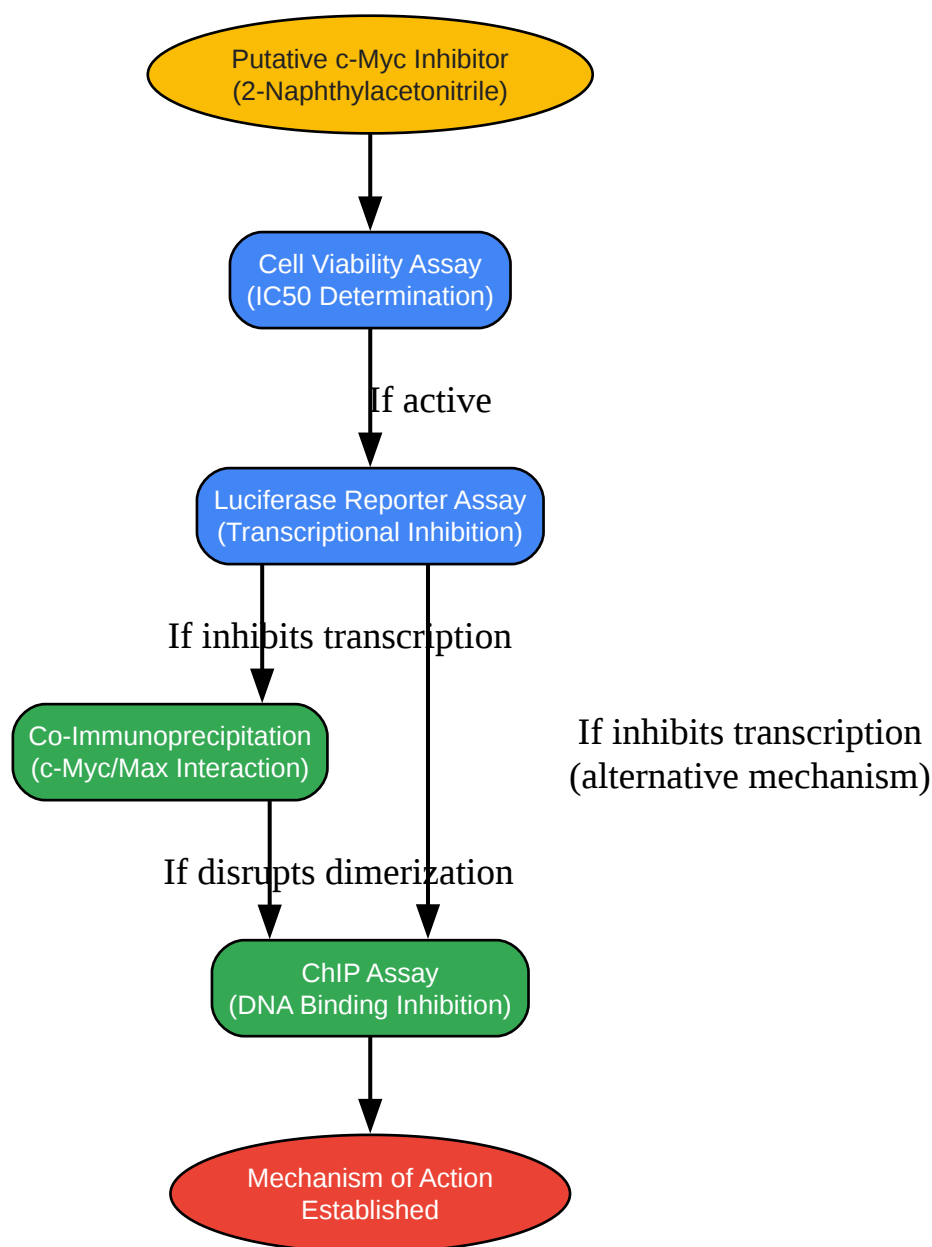 Putative c-Myc Inhibitor
(2-Naphthylacetonitrile)
Cell Viability Assay
(IC50 Determination)
If active
Luciferase Reporter Assay
(Transcriptional Inhibition)
If inhibits transcription
Co-Immunoprecipitation
(c-Myc/Max Interaction)
If inhibits transcription
(alternative mechanism)
If disrupts dimerization
ChIP Assay
(DNA Binding Inhibition)
Mechanism of Action
Established